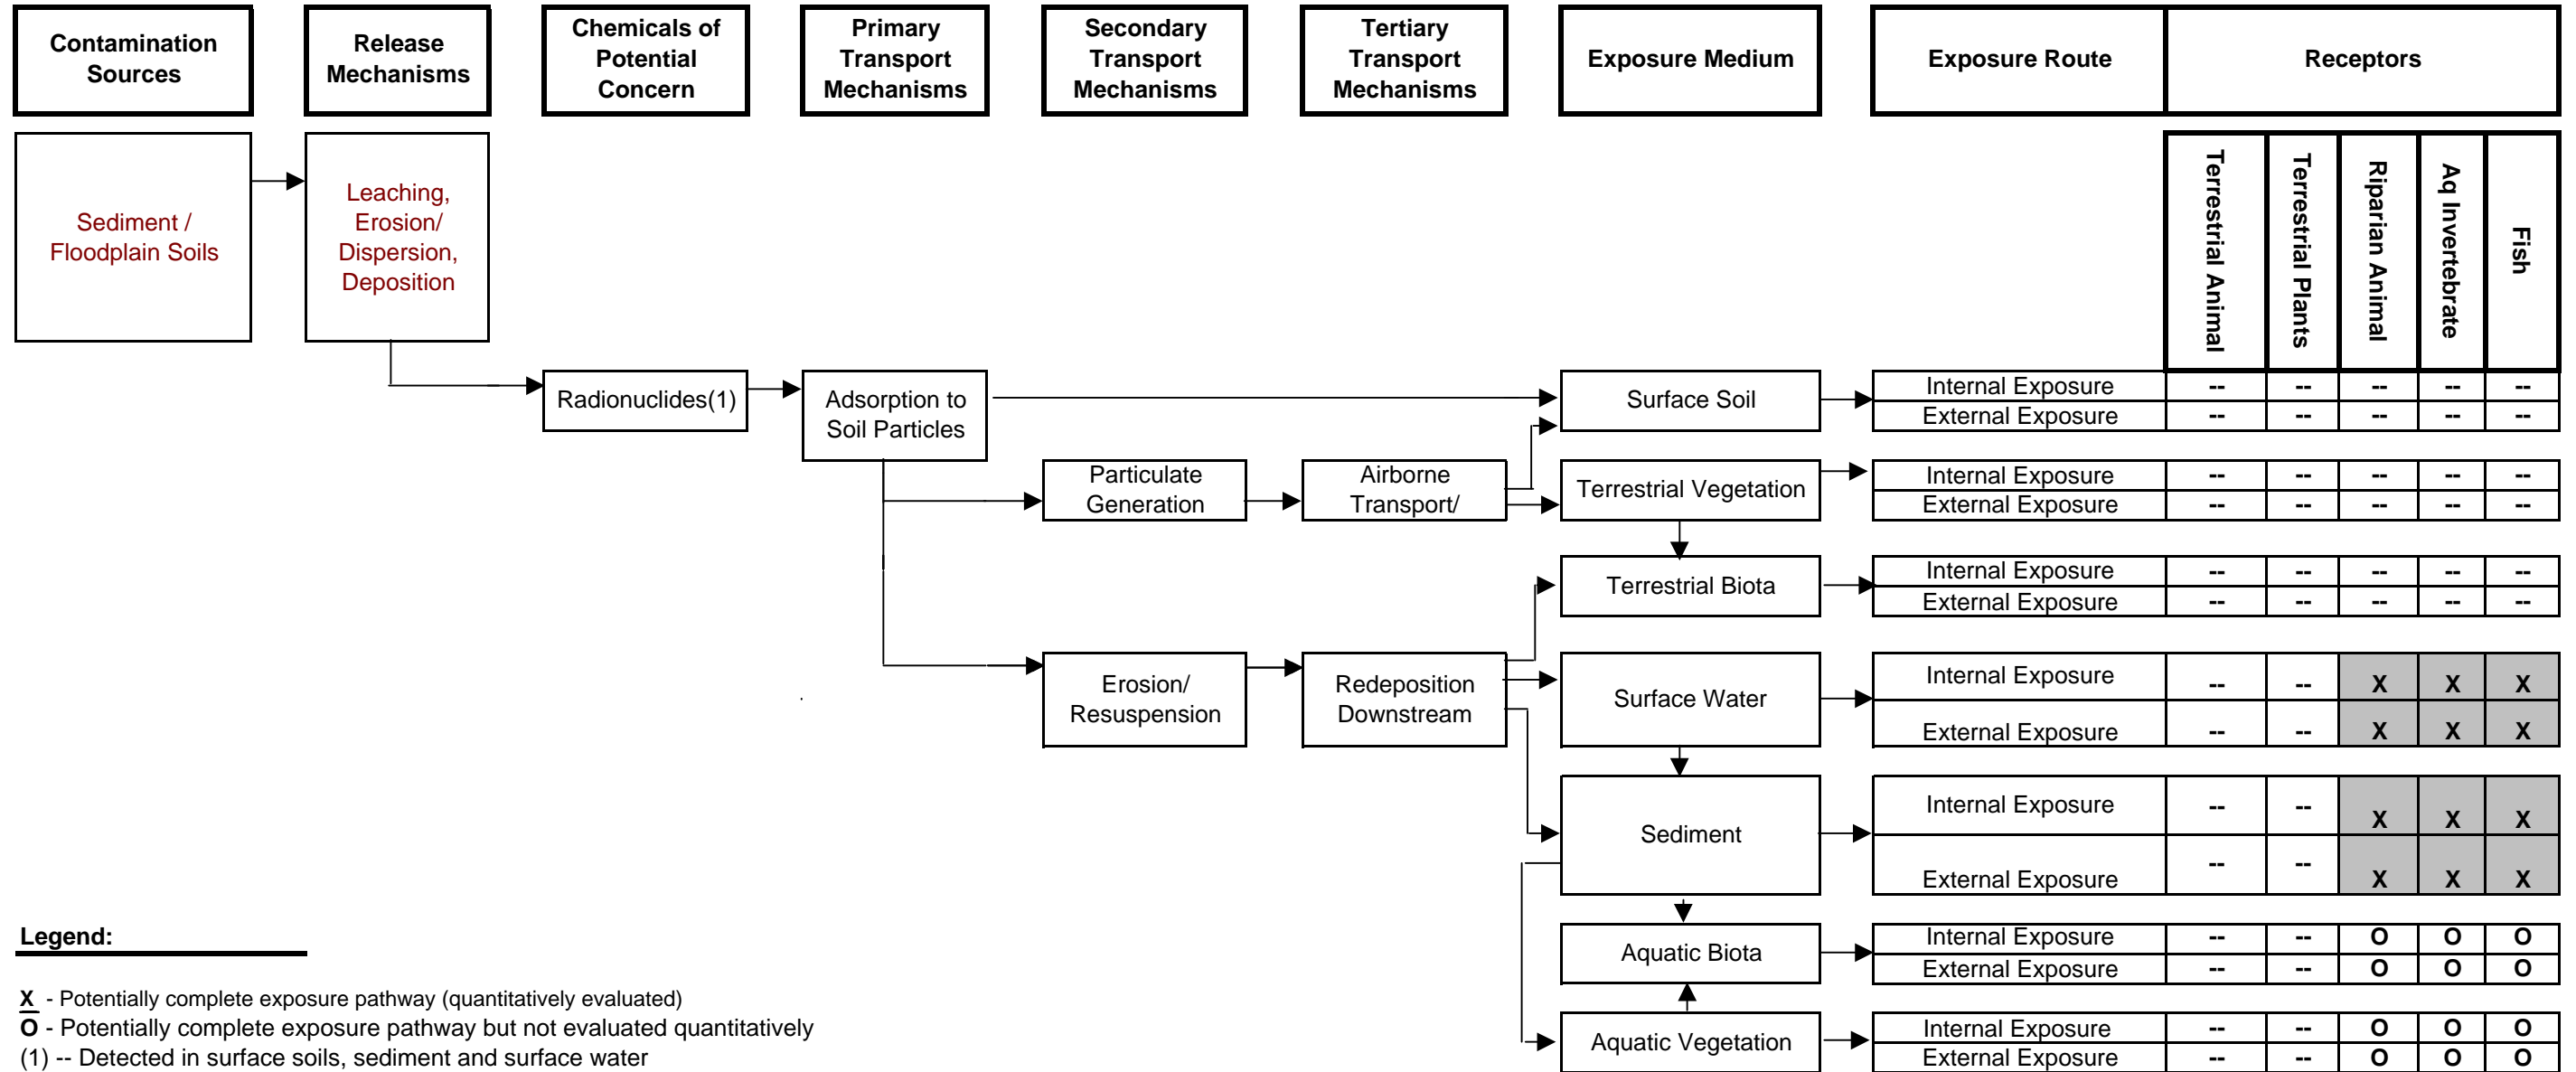 Contamination
Sources
Release
Mechanisms
Chemicals of
Potential
Concern
Primary
Transport
Mechanisms
Secondary
Transport
Mechanisms
Tertiary
Transport
Mechanisms
Exposure Medium
Exposure Route
Receptors
Sediment /
Floodplain Soils
Leaching,
Erosion/
Dispersion,
Deposition
Terrestrial Animal
Terrestrial Plants
Riparian Animal
Aq Invertebrate
Fish
Radionuclides(1)
Adsorption to
Soil Particles
Surface Soil
Internal Exposure -- -- -- -- --
External Exposure -- -- -- -- --
Particulate
Generation
Airborne
Transport/
Terrestrial Vegetation
Internal Exposure -- -- -- -- --
External Exposure -- -- -- -- --
Terrestrial Biota
Internal Exposure -- -- -- -- --
External Exposure -- -- -- -- --
Erosion/
Resuspension
Redeposition
Downstream
Surface Water
Internal Exposure -- -- X X X
External Exposure -- -- X X X
Sediment
Internal Exposure -- -- X X X
External Exposure -- -- X X X
Aquatic Biota
Internal Exposure -- -- O O O
External Exposure -- -- O O O
Aquatic Vegetation
Internal Exposure -- -- O O O
External Exposure -- -- O O O
Legend:
X - Potentially complete exposure pathway (quantitatively evaluated)
O - Potentially complete exposure pathway but not evaluated quantitatively
(1) -- Detected in surface soils, sediment and surface water